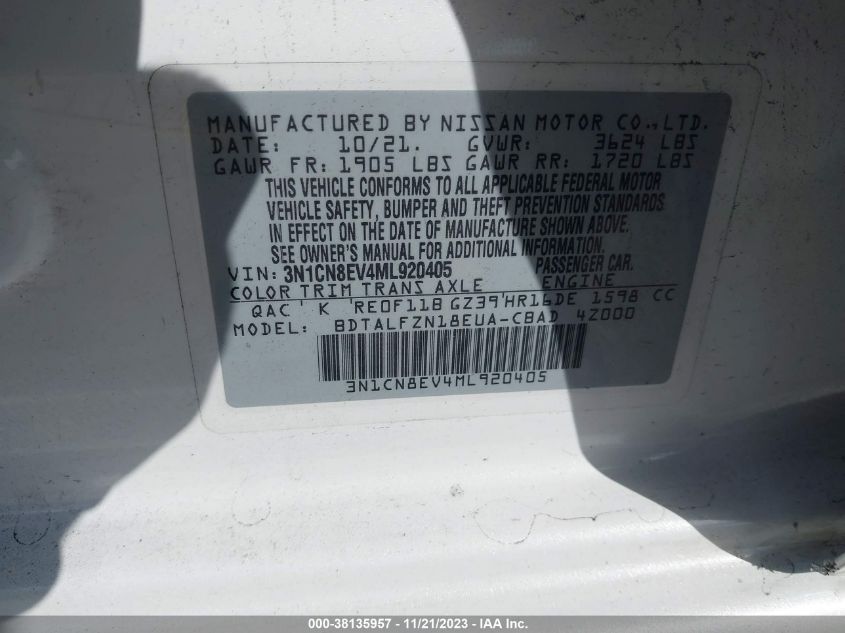 MANUFACTURED BY NISSAN MOTOR CO.,LTD.
DATE: 10/21. GVWR: 3624 LBS
GAWR FR: 1905 LBS GAWR RR: 1720 LBS
THIS VEHICLE CONFORMS TO ALL APPLICABLE FEDERAL MOTOR
VEHICLE SAFETY, BUMPER AND THEFT PREVENTION STANDARDS
IN EFFECT ON THE DATE OF MANUFACTURE SHOWN ABOVE.
SEE OWNER'S MANUAL FOR ADDITIONAL INFORMATION.
VIN: 3N1CN8EV4ML920405 PASSENGER CAR.
COLOR TRIM TRANS AXLE ENGINE
QAC ' K 'RE0F11B GZ39'HR16DE 1598 CC
MODEL: BDTALFZN18EUA-CBAD 4Z000
3N1CN8EV4ML920405
000-38135957 - 11/21/2023 - IAA Inc.